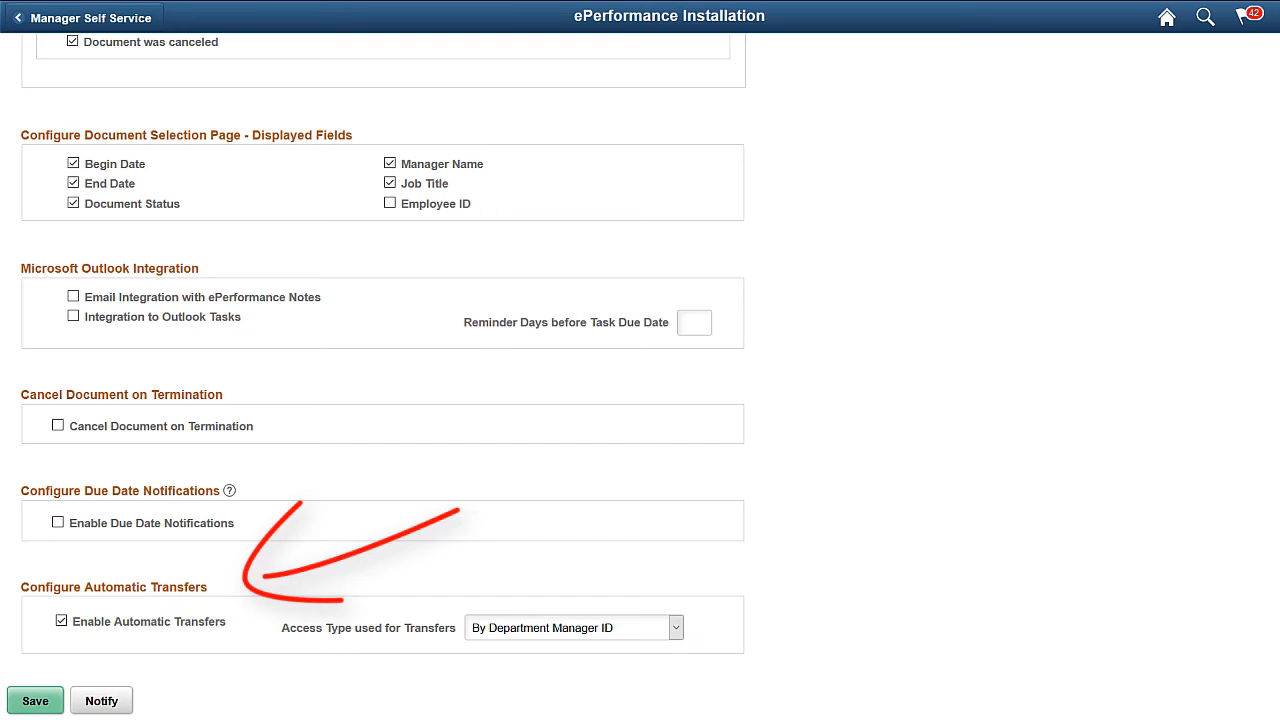 Manager Self Service
ePerformance Installation
42
Document was canceled
Configure Document Selection Page - Displayed Fields
Begin Date
Manager Name
End Date
Job Title
Document Status
Employee ID
Microsoft Outlook Integration
Email Integration with ePerformance Notes
Integration to Outlook Tasks
Reminder Days before Task Due Date
Cancel Document on Termination
Cancel Document on Termination
Configure Due Date Notifications ?
Enable Due Date Notifications
Configure Automatic Transfers
Enable Automatic Transfers
Access Type used for Transfers
By Department Manager ID
Save
Notify